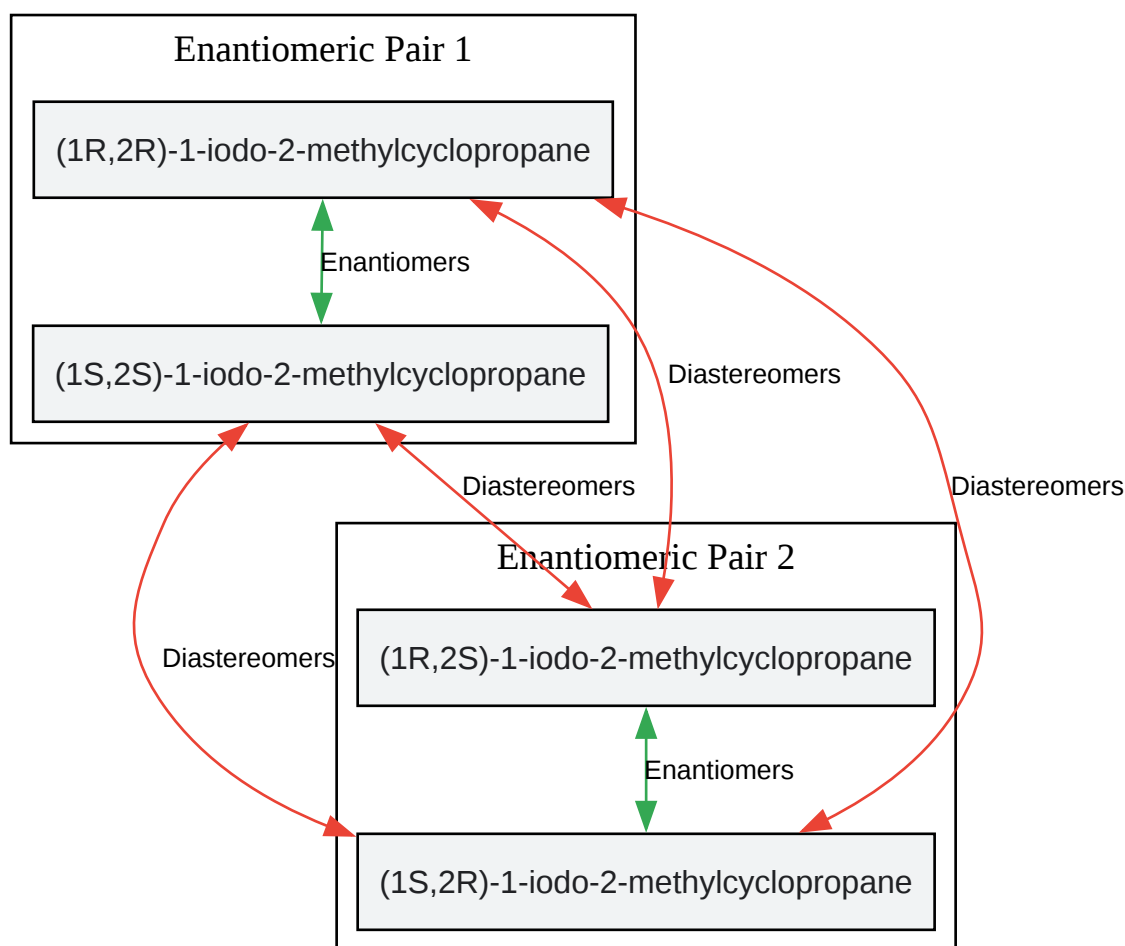 Enantiomeric Pair 1
(1R,2R)-1-iodo-2-methylcyclopropane
Enantiomers
(1S,2S)-1-iodo-2-methylcyclopropane
Diastereomers
Diastereomers
Diastereomers
Enantiomeric Pair 2
(1R,2S)-1-iodo-2-methylcyclopropane
Diastereomers
Enantiomers
(1S,2R)-1-iodo-2-methylcyclopropane